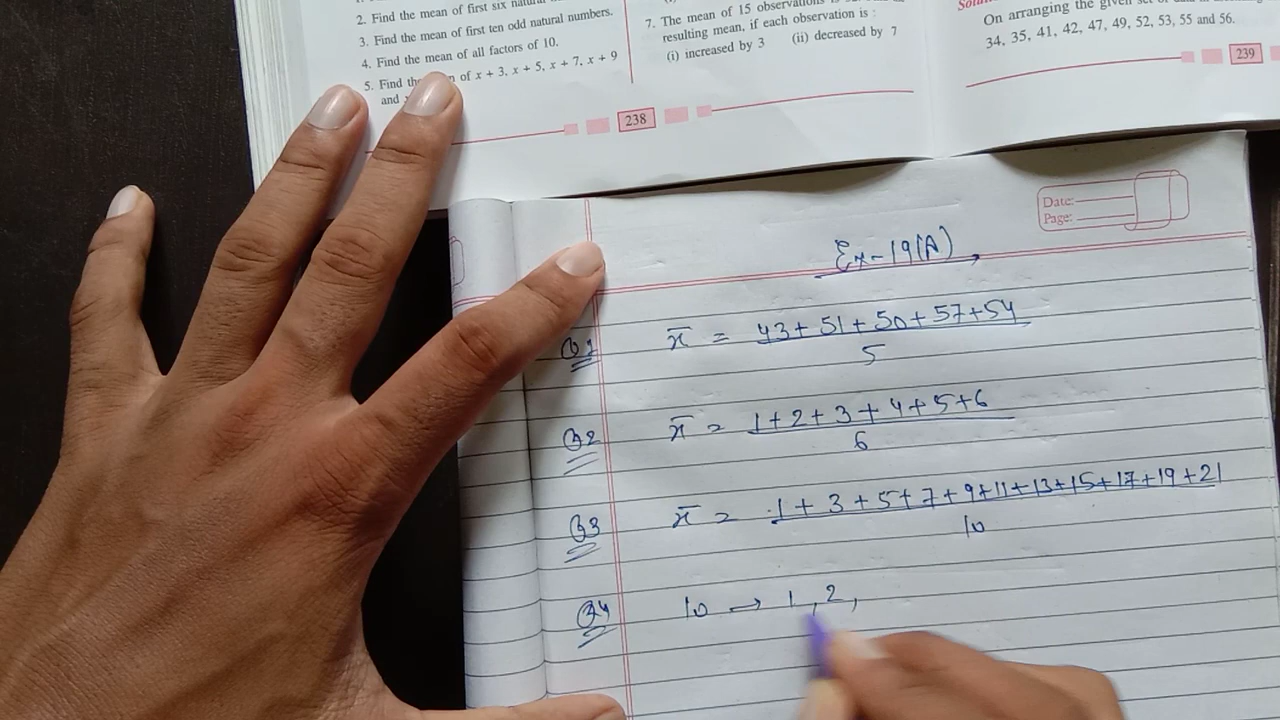 2. Find the mean of first six natural
3. Find the mean of first ten odd natural numbers.
4. Find the mean of all factors of 10.
5. Find the of x + 3, x + 5, x + 7, x + 9
and
238
7. The mean of 15 observations
resulting mean, if each observation is :
(i) increased by 3 (ii) decreased by 7
On arranging the given set of data in
34, 35, 41, 42, 47, 49, 52, 53, 55 and 56.
239
Date:
Page:
Ex-19(A)
Q1 x̄ = 43+51+50+57+54 / 5
Q2 x̄ = 1+2+3+4+5+6 / 6
Q3 x̄ = 1+3+5+7+9+11+13+15+17+19+21 / 10
Q4 10 → 1, 2,